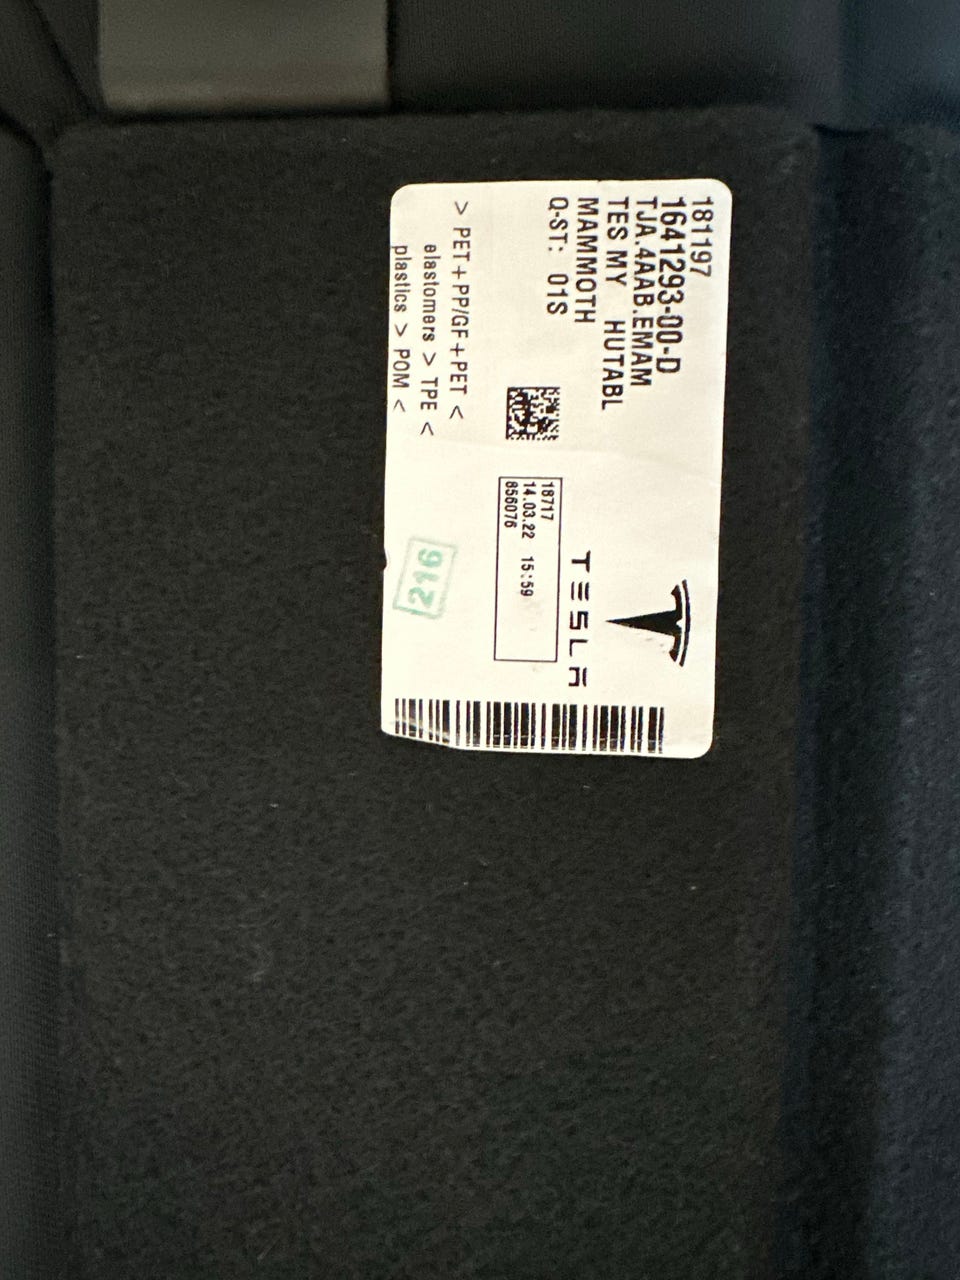 181197
1641293-00-D
TJA.4AAB.EMAM
TES MY HUTABL
MAMMOTH
Q-ST: 01S
> PET+PP/GF+PET <
elastomers > TPE <
plastics > POM <
TESLA
18717
14.03.22 15:59
856076
216